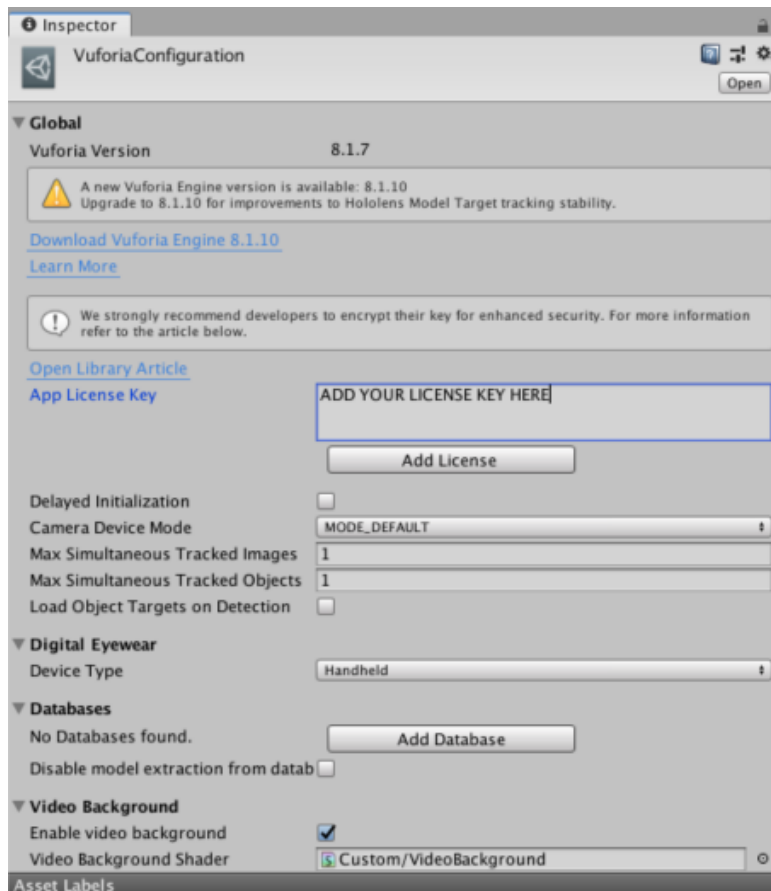 Inspector
VuforiaConfiguration
Open
Global
Vuforia Version 8.1.7
A new Vuforia Engine version is available: 8.1.10
Upgrade to 8.1.10 for improvements to Hololens Model Target tracking stability.
Download Vuforia Engine 8.1.10
Learn More
We strongly recommend developers to encrypt their key for enhanced security. For more information
refer to the article below.
Open Library Article
App License Key ADD YOUR LICENSE KEY HERE
Add License
Delayed Initialization
Camera Device Mode MODE_DEFAULT
Max Simultaneous Tracked Images 1
Max Simultaneous Tracked Objects 1
Load Object Targets on Detection
Digital Eyewear
Device Type Handheld
Databases
No Databases found. Add Database
Disable model extraction from datab
Video Background
Enable video background
Video Background Shader Custom/VideoBackground
Asset Labels